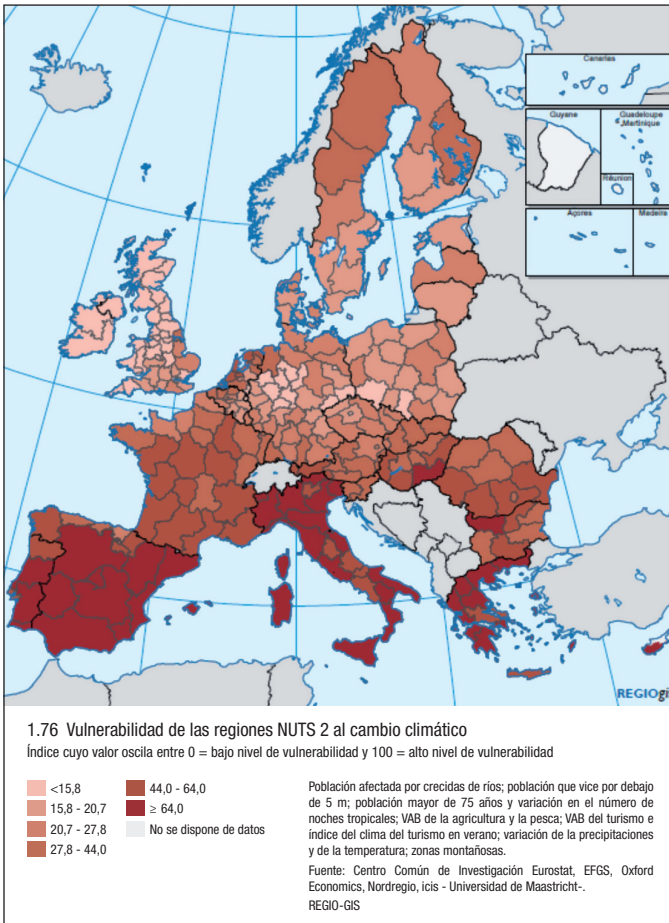 Canarias
Guyane
Guadeloupe
Martinique
Réunion
Açores
Madeira
REGIOgis
1.76 Vulnerabilidad de las regiones NUTS 2 al cambio climático
Índice cuyo valor oscila entre 0 = bajo nivel de vulnerabilidad y 100 = alto nivel de vulnerabilidad
<15,8
15,8 - 20,7
20,7 - 27,8
27,8 - 44,0
44,0 - 64,0
≥ 64,0
No se dispone de datos
Población afectada por crecidas de ríos; población que vice por debajo
de 5 m; población mayor de 75 años y variación en el número de
noches tropicales; VAB de la agricultura y la pesca; VAB del turismo e
índice del clima del turismo en verano; variación de la precipitaciones
y de la temperatura; zonas montañosas.
Fuente: Centro Común de Investigación Eurostat, EFGS, Oxford
Economics, Nordregio, icis - Universidad de Maastricht-.
REGIO-GIS